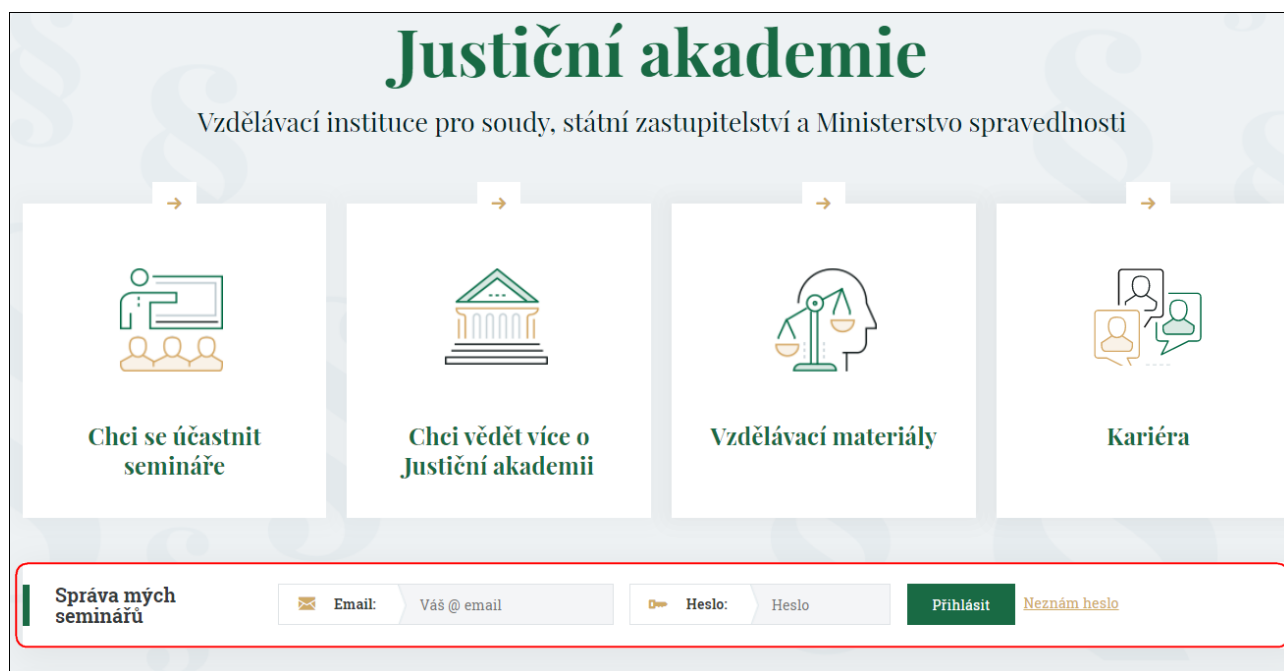 Justiční akademie
Vzdělávací instituce pro soudy, státní zastupitelství a Ministerstvo spravedlnosti
Chci se účastnit
semináře
Chci vědět více o
Justiční akademii
Vzdělávací materiály
Kariéra
Správa mých
seminářů
Email:
Váš @ email
Heslo:
Heslo
Přihlásit
Neznám heslo